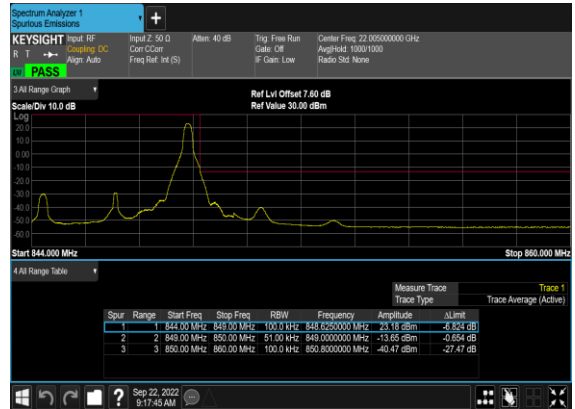 Spectrum Analyzer 1
Spurious Emissions
KEYSIGHT Input: RF Input Z: 50 Ω Atten: 40 dB Trig: Free Run Center Freq: 22.005000000 GHz
R T Coupling: DC Corr CCorr Gate: Off Avg|Hold: 1000/1000
Align: Auto Freq Ref: Int (S) IF Gain: Low Radio Std: None
PASS
3 All Range Graph
Ref Lvl Offset 7.60 dB
Scale/Div 10.0 dB Ref Value 30.00 dBm
Log
20.0
10.0
0.00
-10.0
-20.0
-30.0
-40.0
-50.0
-60.0
Start 844.000 MHz Stop 860.000 MHz
4 All Range Table
Measure Trace Trace 1
Trace Type Trace Average (Active)
Spur Range Start Freq Stop Freq RBW Frequency Amplitude ΔLimit
1 1 844.00 MHz 849.00 MHz 100.0 kHz 848.6250000 MHz 23.18 dBm -6.824 dB
2 2 849.00 MHz 850.00 MHz 51.00 kHz 849.0000000 MHz -13.65 dBm -0.654 dB
3 3 850.00 MHz 860.00 MHz 100.0 kHz 850.8000000 MHz -40.47 dBm -27.47 dB
? Sep 22, 2022
9:17:45 AM